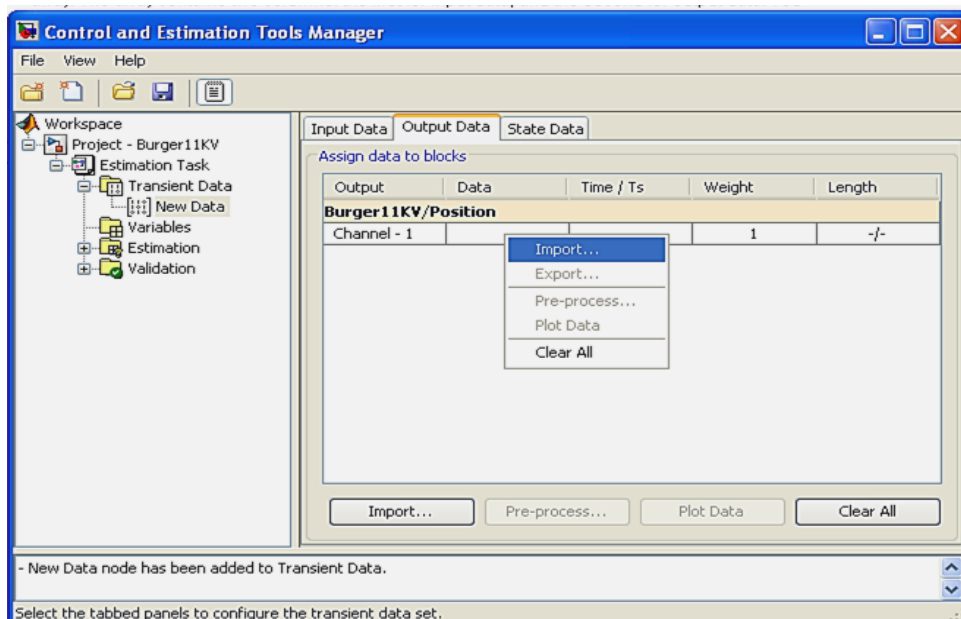 Control and Estimation Tools Manager
File View Help
Workspace
Project - Burger11KV
Estimation Task
Transient Data
New Data
Variables
Estimation
Validation
Input Data Output Data State Data
Assign data to blocks
Output Data Time / Ts Weight Length
Burger11KV/Position
Channel - 1 1 -/-
Import...
Export...
Pre-process...
Plot Data
Clear All
Import... Pre-process... Plot Data Clear All
- New Data node has been added to Transient Data.
Select the tabbed panels to configure the transient data set.